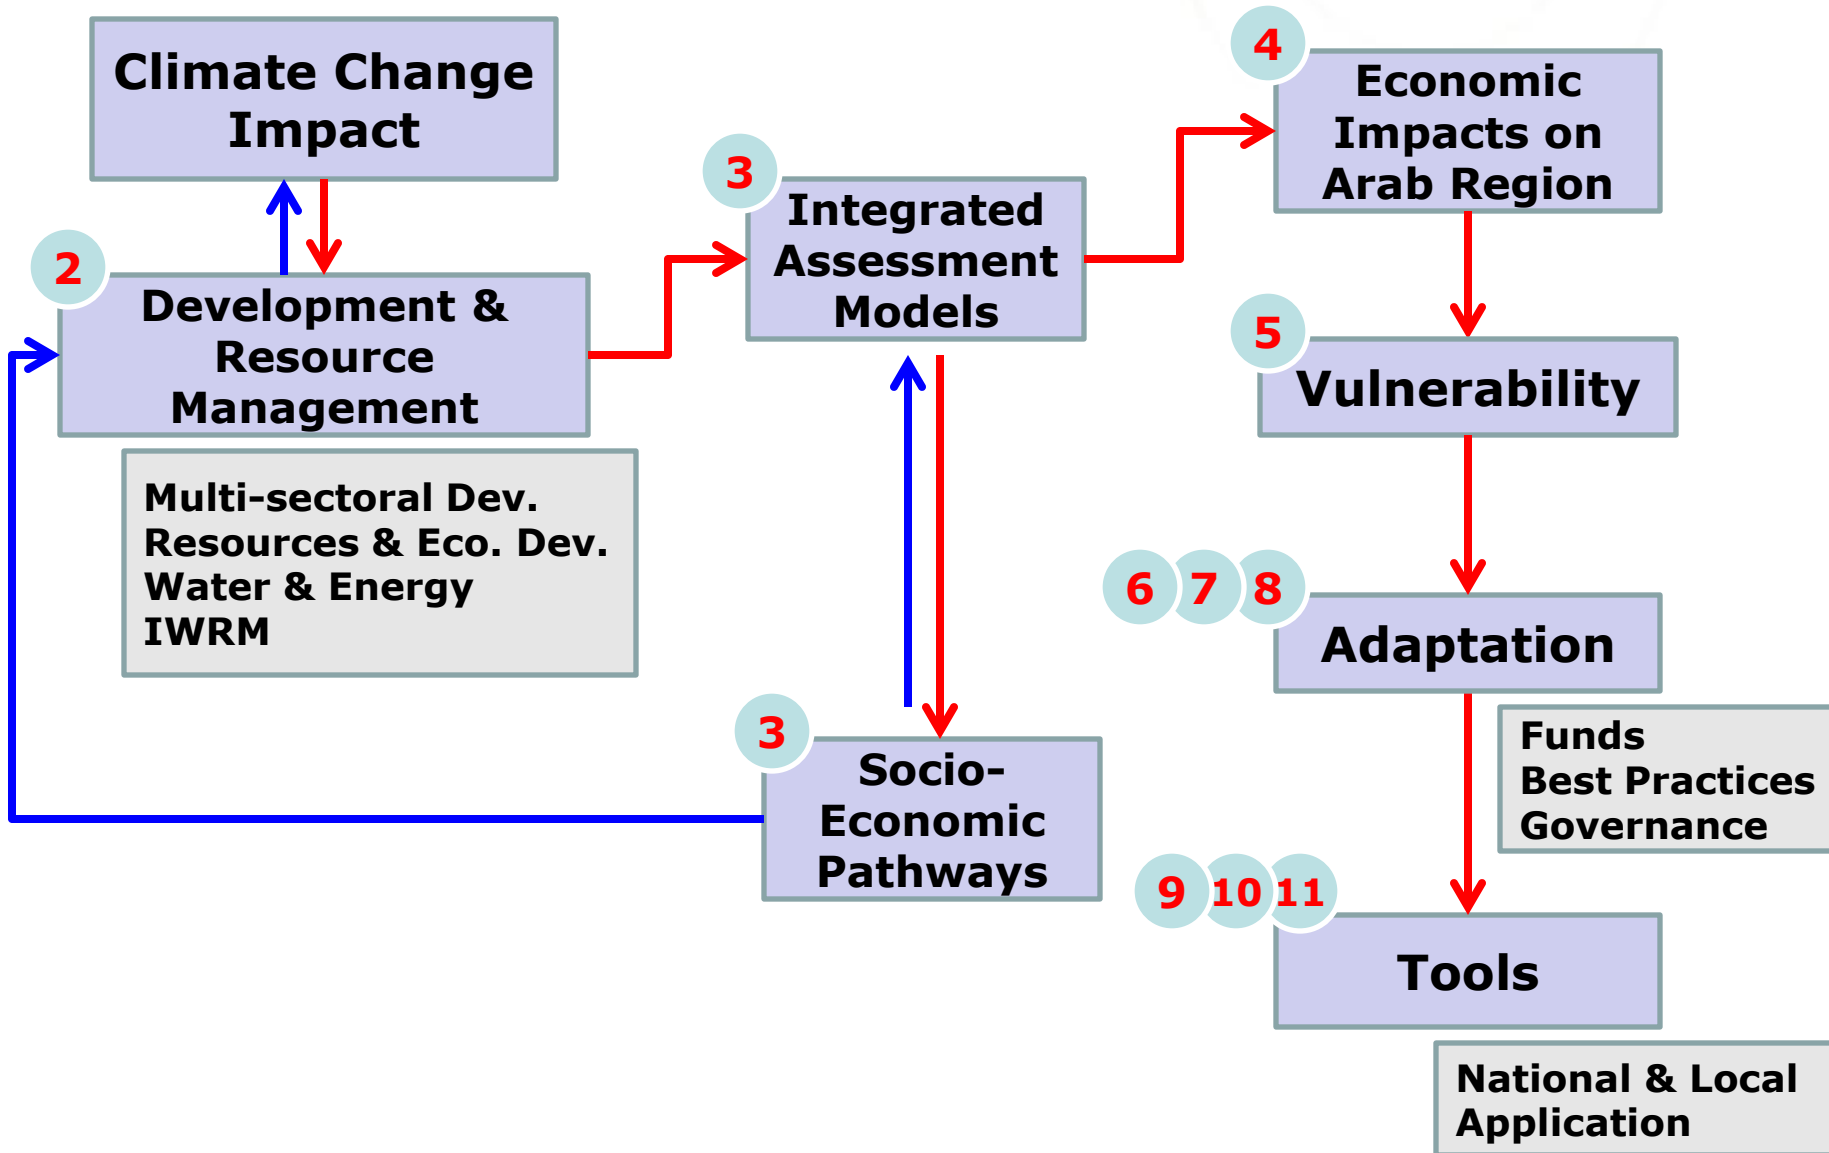 Climate Change
Impact
2
Development &
Resource
Management
Multi-sectoral Dev.
Resources & Eco. Dev.
Water & Energy
IWRM
3
Integrated
Assessment
Models
3
Socio-
Economic
Pathways
4
Economic
Impacts on
Arab Region
5
Vulnerability
6 7 8
Adaptation
Funds
Best Practices
Governance
9 10 11
Tools
National & Local
Application